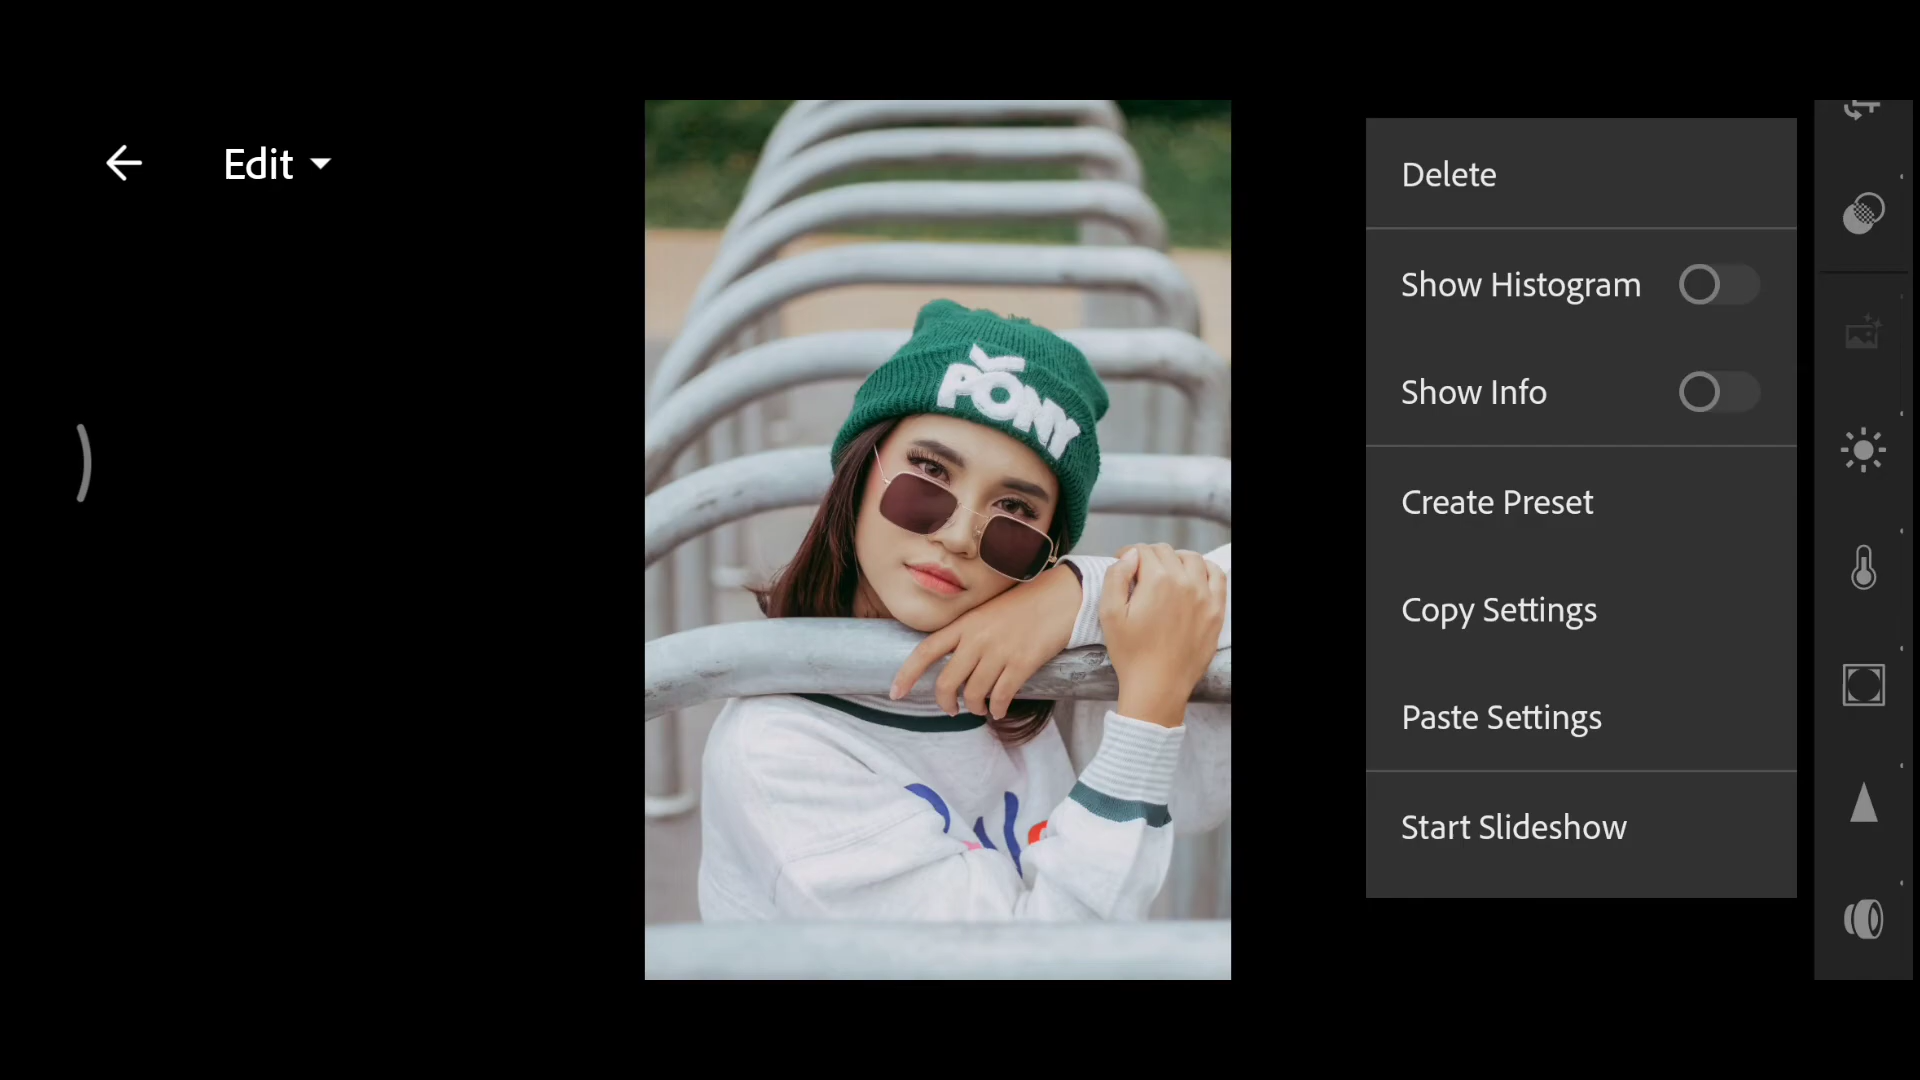 Edit
Delete
Show Histogram
Show Info
Create Preset
Copy Settings
Paste Settings
Start Slideshow
PONY